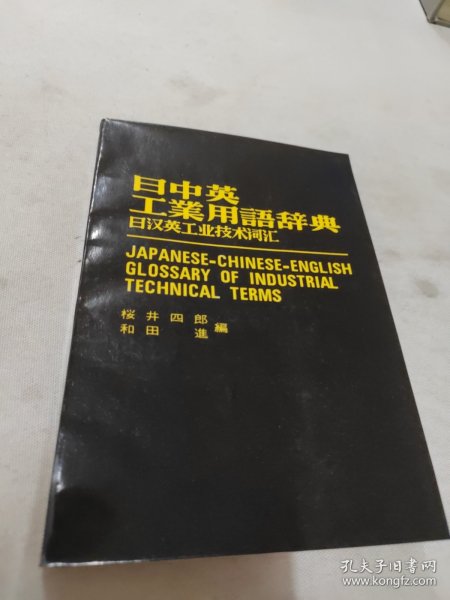 日中英
工業用語辞典
日汉英工业技术词汇
JAPANESE-CHINESE-ENGLISH
GLOSSARY OF INDUSTRIAL
TECHNICAL TERMS
桜井四郎
和田 進 編
孔夫子旧书网
www.kongfz.com